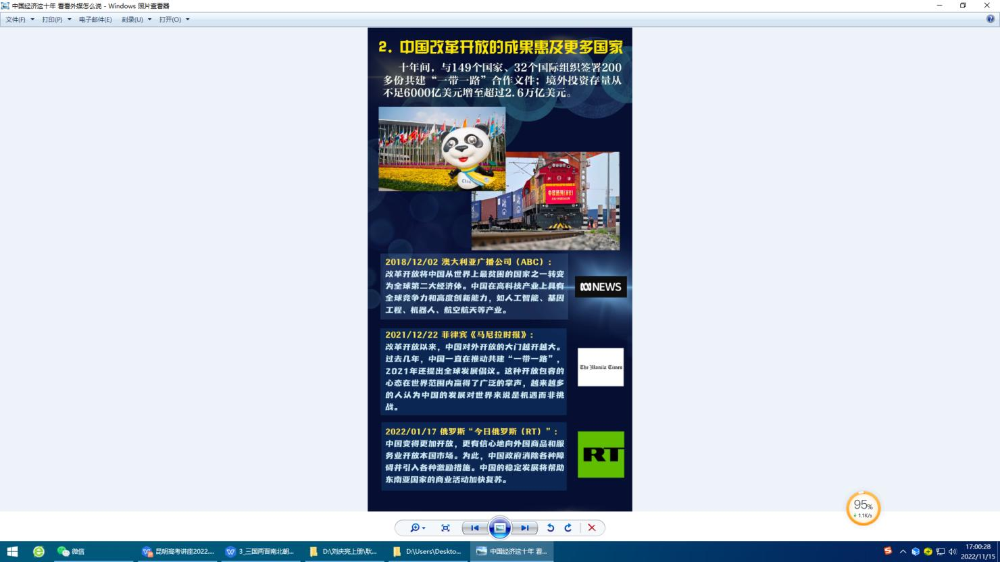 中国经济这十年 看看外媒怎么说 - Windows 照片查看器
文件(F) 打印(P) 电子邮件(E) 刻录(U) 打开(O)
2. 中国改革开放的成果惠及更多国家
十年间，与149个国家、32个国际组织签署200
多份共建“一带一路”合作文件；境外投资存量从
不足6000亿美元增至超过2.6万亿美元。
中欧班列(西安)
2018/12/02 澳大利亚广播公司（ABC）：
改革开放将中国从世界上最贫困的国家之一转变
为全球第二大经济体。中国在高科技产业上具有
全球竞争力和高度创新能力，如人工智能、基因
工程、机器人、航空航天等产业。
NEWS
2021/12/22 菲律宾《马尼拉时报》：
改革开放以来，中国对外开放的大门越开越大。
过去几年，中国一直在推动共建“一带一路”，
2021年还提出全球发展倡议。这种开放包容的
心态在世界范围内赢得了广泛的掌声，越来越多
的人认为中国的发展对世界来说是机遇而非挑
战。
The Manila Times
2022/01/17 俄罗斯“今日俄罗斯（RT）”：
中国变得更加开放，更有信心地向外国商品和服
务业开放本国市场。为此，中国政府消除各种障
碍并引入各种激励措施。中国的稳定发展将帮助
东南亚国家的商业活动加快复苏。
RT
95%
1.1K/s
微信
昆明高考讲座2022....
3_三国两晋南北朝...
D:\刘庆亮上册\耿...
D:\Users\Deskto...
中国经济这十年 看...
17:00:28
2022/11/15